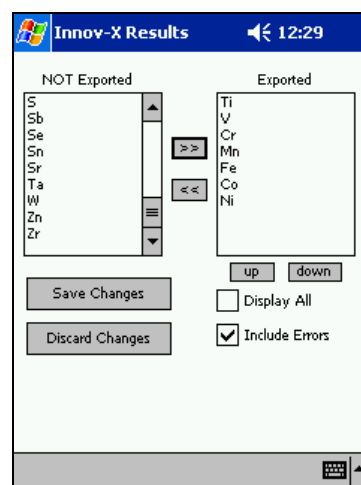 Innov-X Results 12:29
NOT Exported Exported
S
Sb
Se
Sn
Sr
Ta
W
Zn
Zr
>>
<<
Ti
V
Cr
Mn
Fe
Co
Ni
up down
Save Changes
Display All
Discard Changes
Include Errors